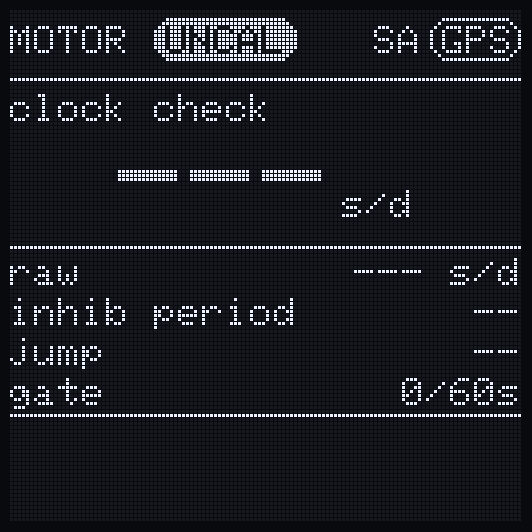 MOTOR UNCAL SA GPS
clock check
--- s/d
raw --- s/d
inhib period --
jump --
gate 0/60s